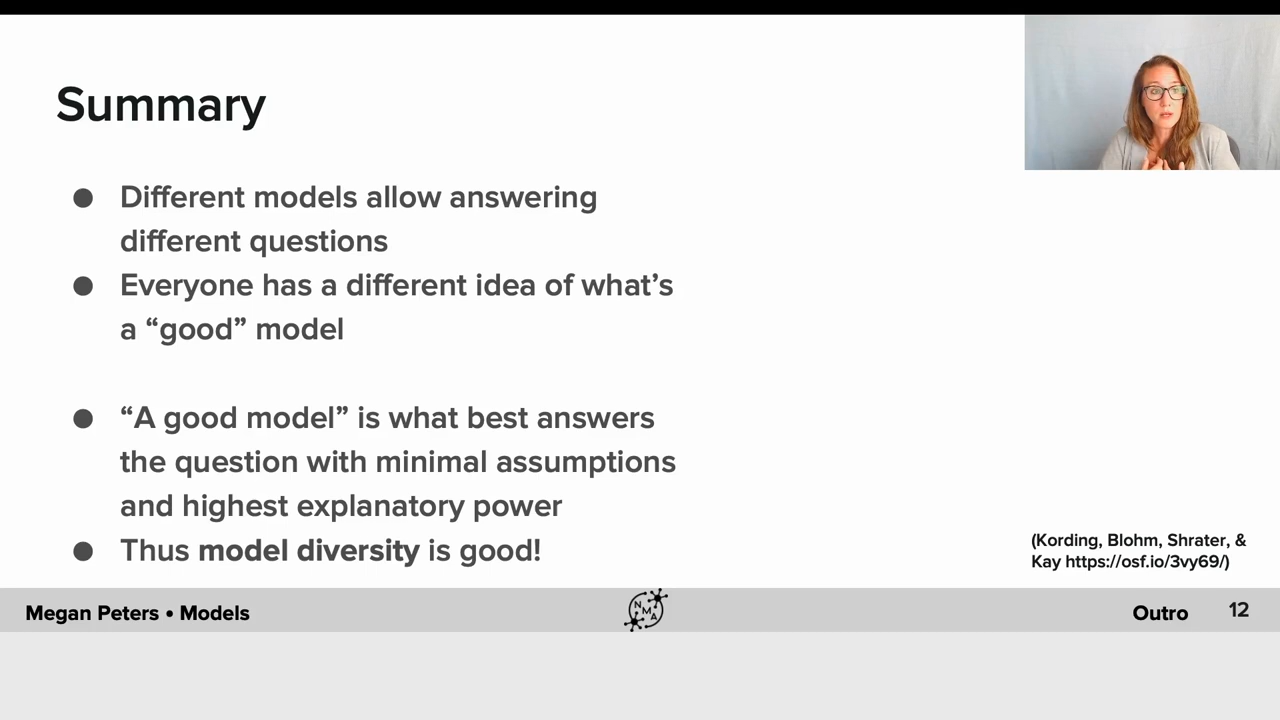 Summary
● Different models allow answering
different questions
● Everyone has a different idea of what’s
a “good” model
● “A good model” is what best answers
the question with minimal assumptions
and highest explanatory power
● Thus model diversity is good!
(Kording, Blohm, Shrater, &
Kay https://osf.io/3vy69/)
Megan Peters • Models
NMA
Outro 12